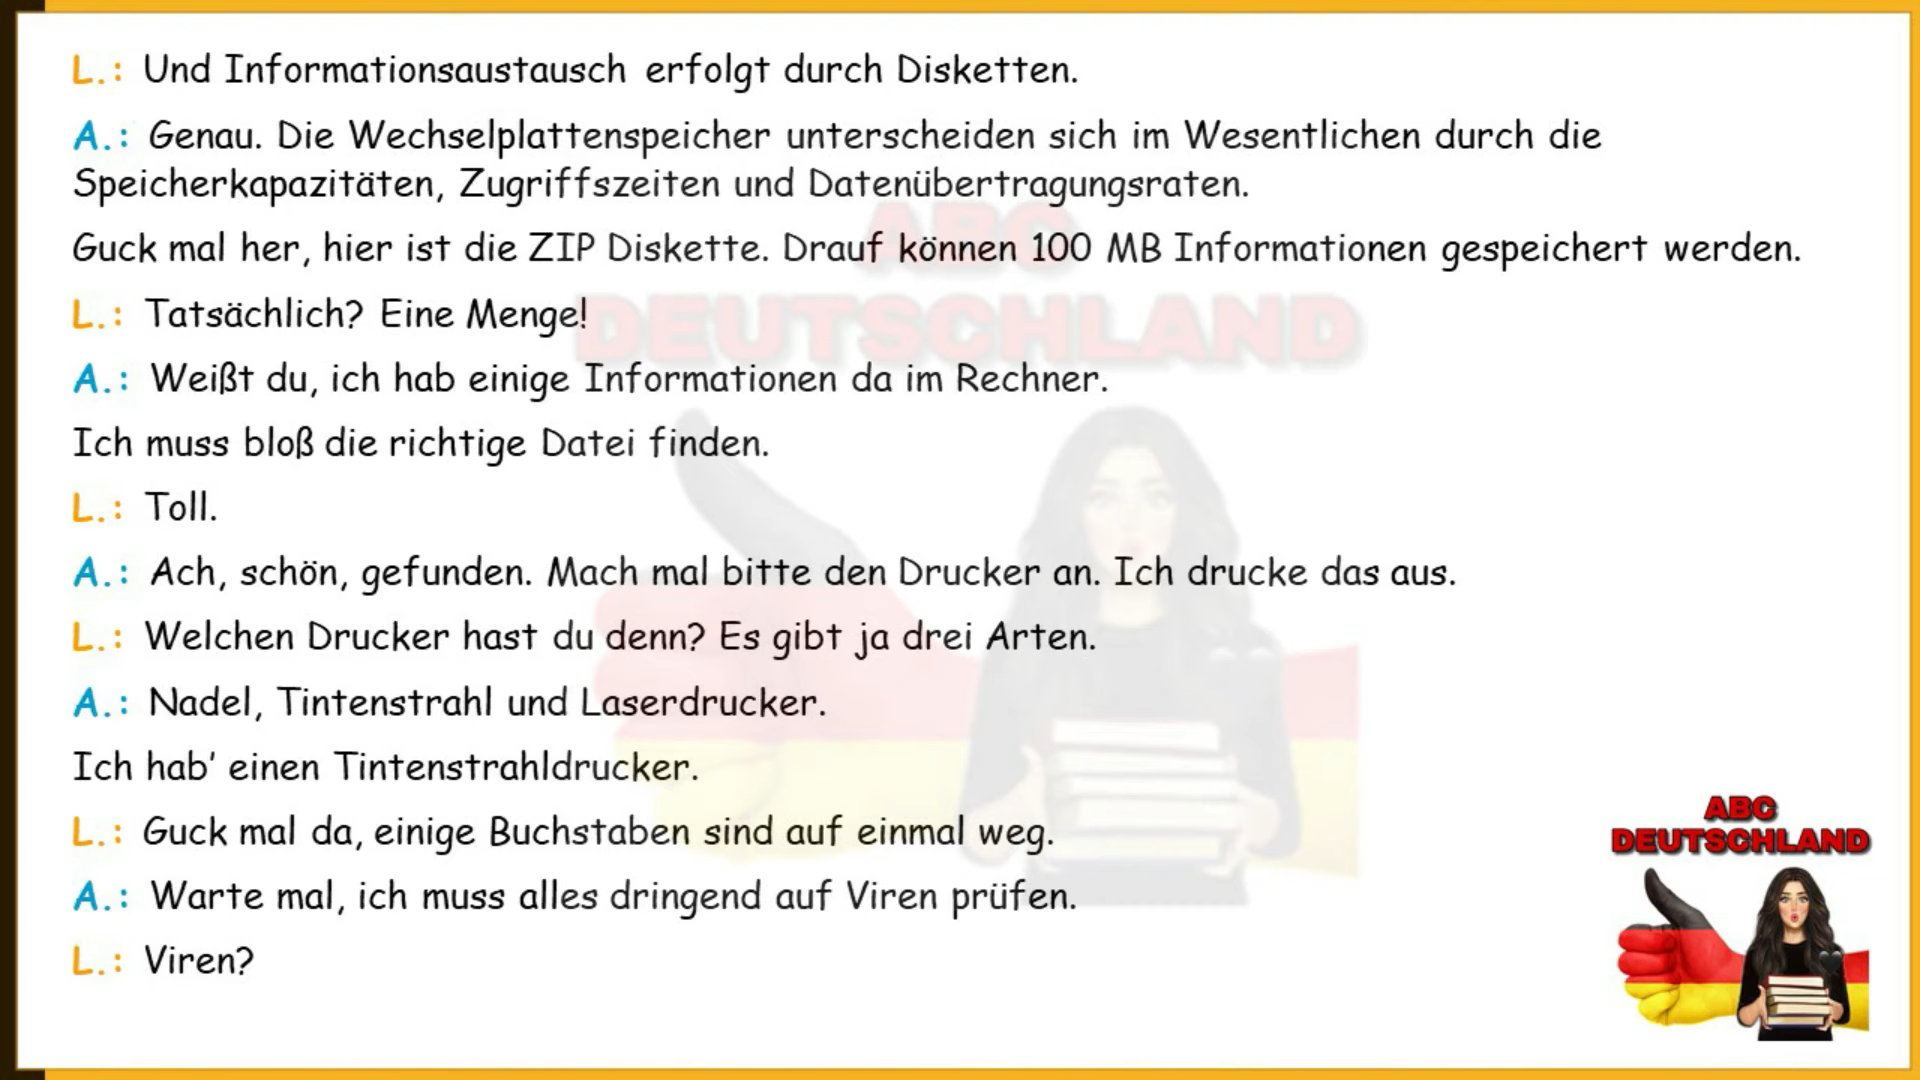 L.: Und Informationsaustausch erfolgt durch Disketten.
A.: Genau. Die Wechselplattenspeicher unterscheiden sich im Wesentlichen durch die
Speicherkapazitäten, Zugriffszeiten und Datenübertragungsraten.
Guck mal her, hier ist die ZIP Diskette. Drauf können 100 MB Informationen gespeichert werden.
L.: Tatsächlich? Eine Menge!
A.: Weißt du, ich hab einige Informationen da im Rechner.
Ich muss bloß die richtige Datei finden.
L.: Toll.
A.: Ach, schön, gefunden. Mach mal bitte den Drucker an. Ich drucke das aus.
L.: Welchen Drucker hast du denn? Es gibt ja drei Arten.
A.: Nadel, Tintenstrahl und Laserdrucker.
Ich hab' einen Tintenstrahldrucker.
L.: Guck mal da, einige Buchstaben sind auf einmal weg.
A.: Warte mal, ich muss alles dringend auf Viren prüfen.
L.: Viren?
ABC
DEUTSCHLAND
ABC
DEUTSCHLAND